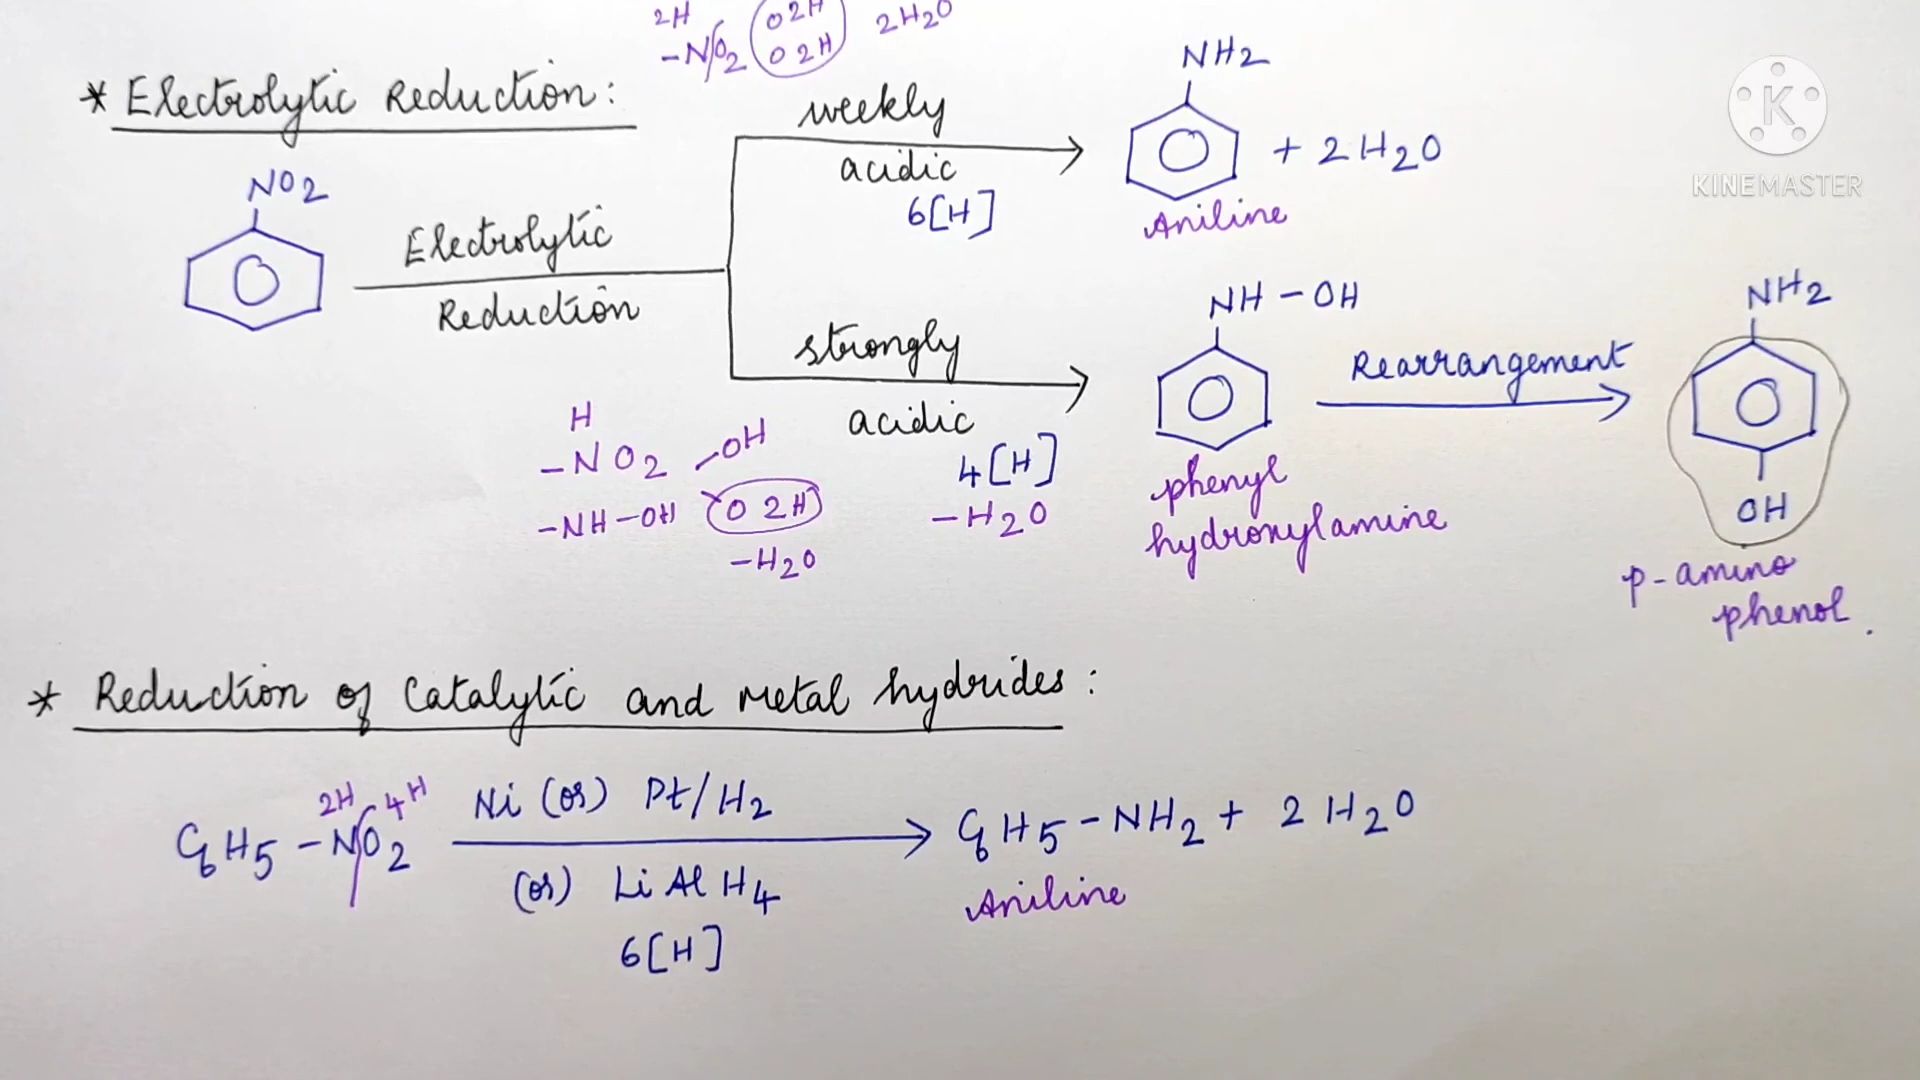 2H O 2H 2H2O
-NO2 O 2H
* Electrolytic Reduction:
NO2
Electrolytic
Reduction
weekly
acidic
6[H]
NH2
+ 2H2O
Aniline
strongly
acidic
4[H]
-H2O
H
-NO2 -OH
-NH-OH O 2H
-H2O
NH-OH
phenyl
hydroxylamine
Rearrangement
NH2
OH
p-amino
phenol.
K
KINEMASTER
* Reduction of Catalytic and Metal hydrides:
2H 4H
C6H5-NO2
Ni (or) Pt/H2
(or) LiAlH4
6[H]
C6H5-NH2 + 2H2O
Aniline